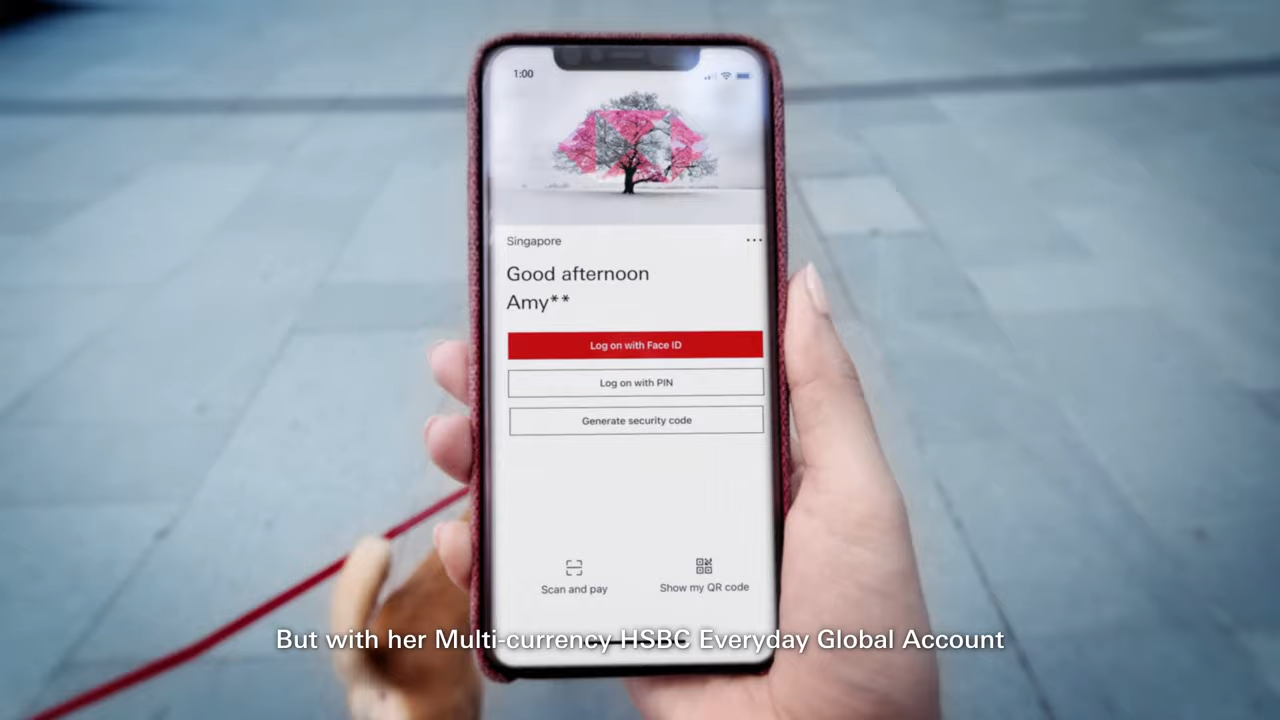 1:00
Singapore
Good afternoon
Amy**
Log on with Face ID
Log on with PIN
Generate security code
Scan and pay
Show my QR code
But with her Multi-currency HSBC Everyday Global Account